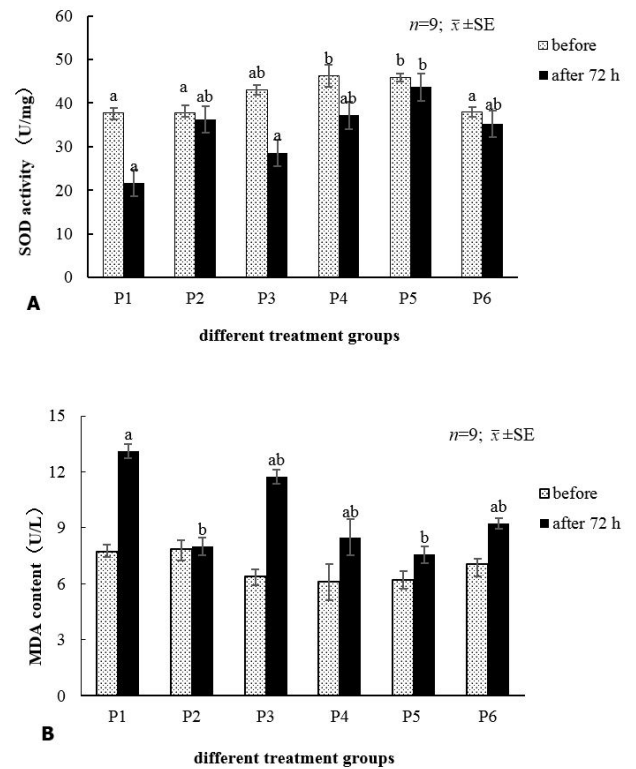 n=9; x̄ ±SE
before
after 72 h
SOD activity （U/mg）
60
50
40
30
20
10
0
a a ab b b a
a ab a ab b ab
P1 P2 P3 P4 P5 P6
A
different treatment groups
n=9; x̄ ±SE
before
after 72 h
MDA content（U/L）
15
12
9
6
3
0
a b ab ab b ab
P1 P2 P3 P4 P5 P6
B
different treatment groups